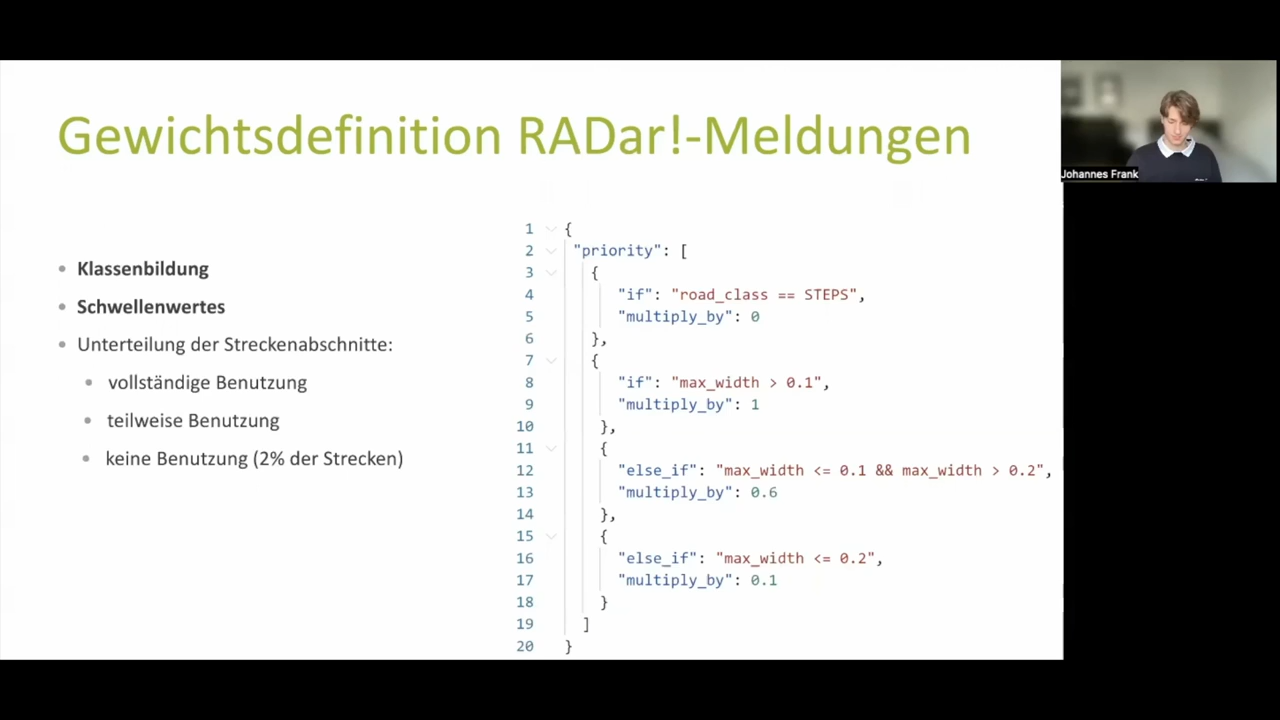 Gewichtsdefinition RADar!-Meldungen
Johannes Frank
• Klassenbildung
• Schwellenwertes
• Unterteilung der Streckenabschnitte:
• vollständige Benutzung
• teilweise Benutzung
• keine Benutzung (2% der Strecken)
1 {
2 "priority": [
3 {
4 "if": "road_class == STEPS",
5 "multiply_by": 0
6 },
7 {
8 "if": "max_width > 0.1",
9 "multiply_by": 1
10 },
11 {
12 "else_if": "max_width <= 0.1 && max_width > 0.2",
13 "multiply_by": 0.6
14 },
15 {
16 "else_if": "max_width <= 0.2",
17 "multiply_by": 0.1
18 }
19 ]
20 }